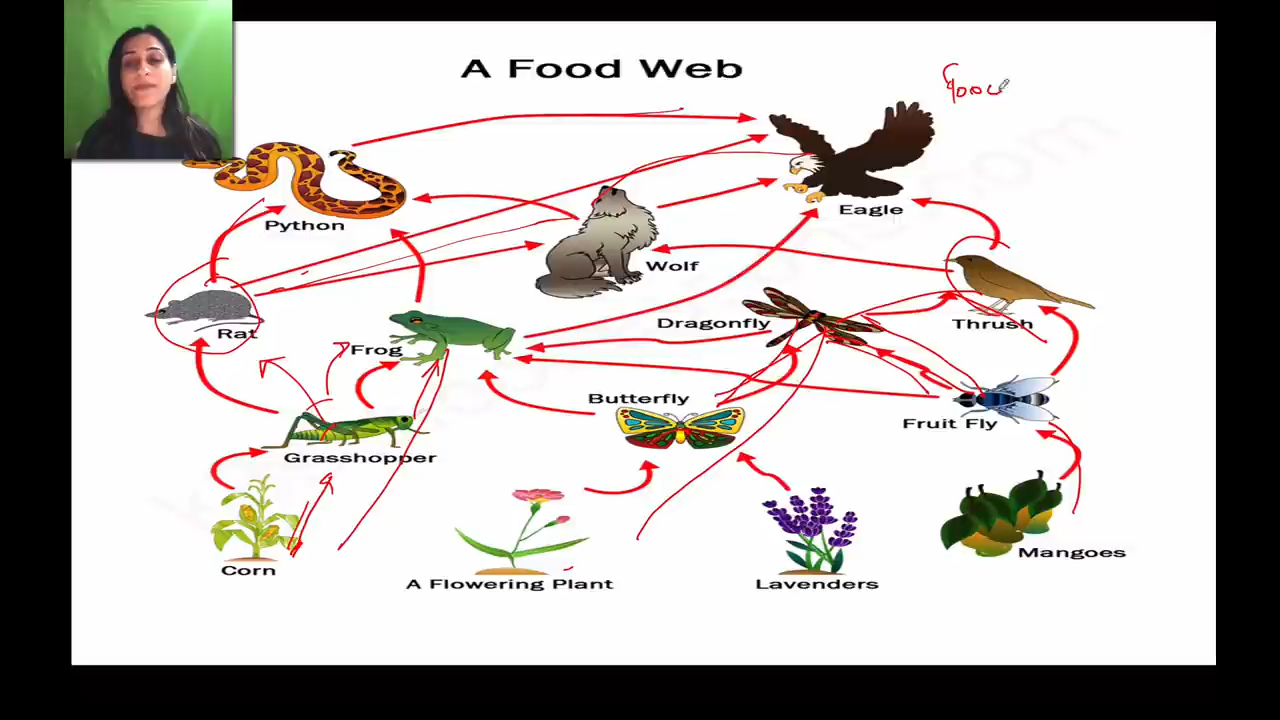 A Food Web
Python
Eagle
Wolf
Rat
Frog
Dragonfly
Thrush
Butterfly
Fruit Fly
Grasshopper
Corn
A Flowering Plant
Lavenders
Mangoes